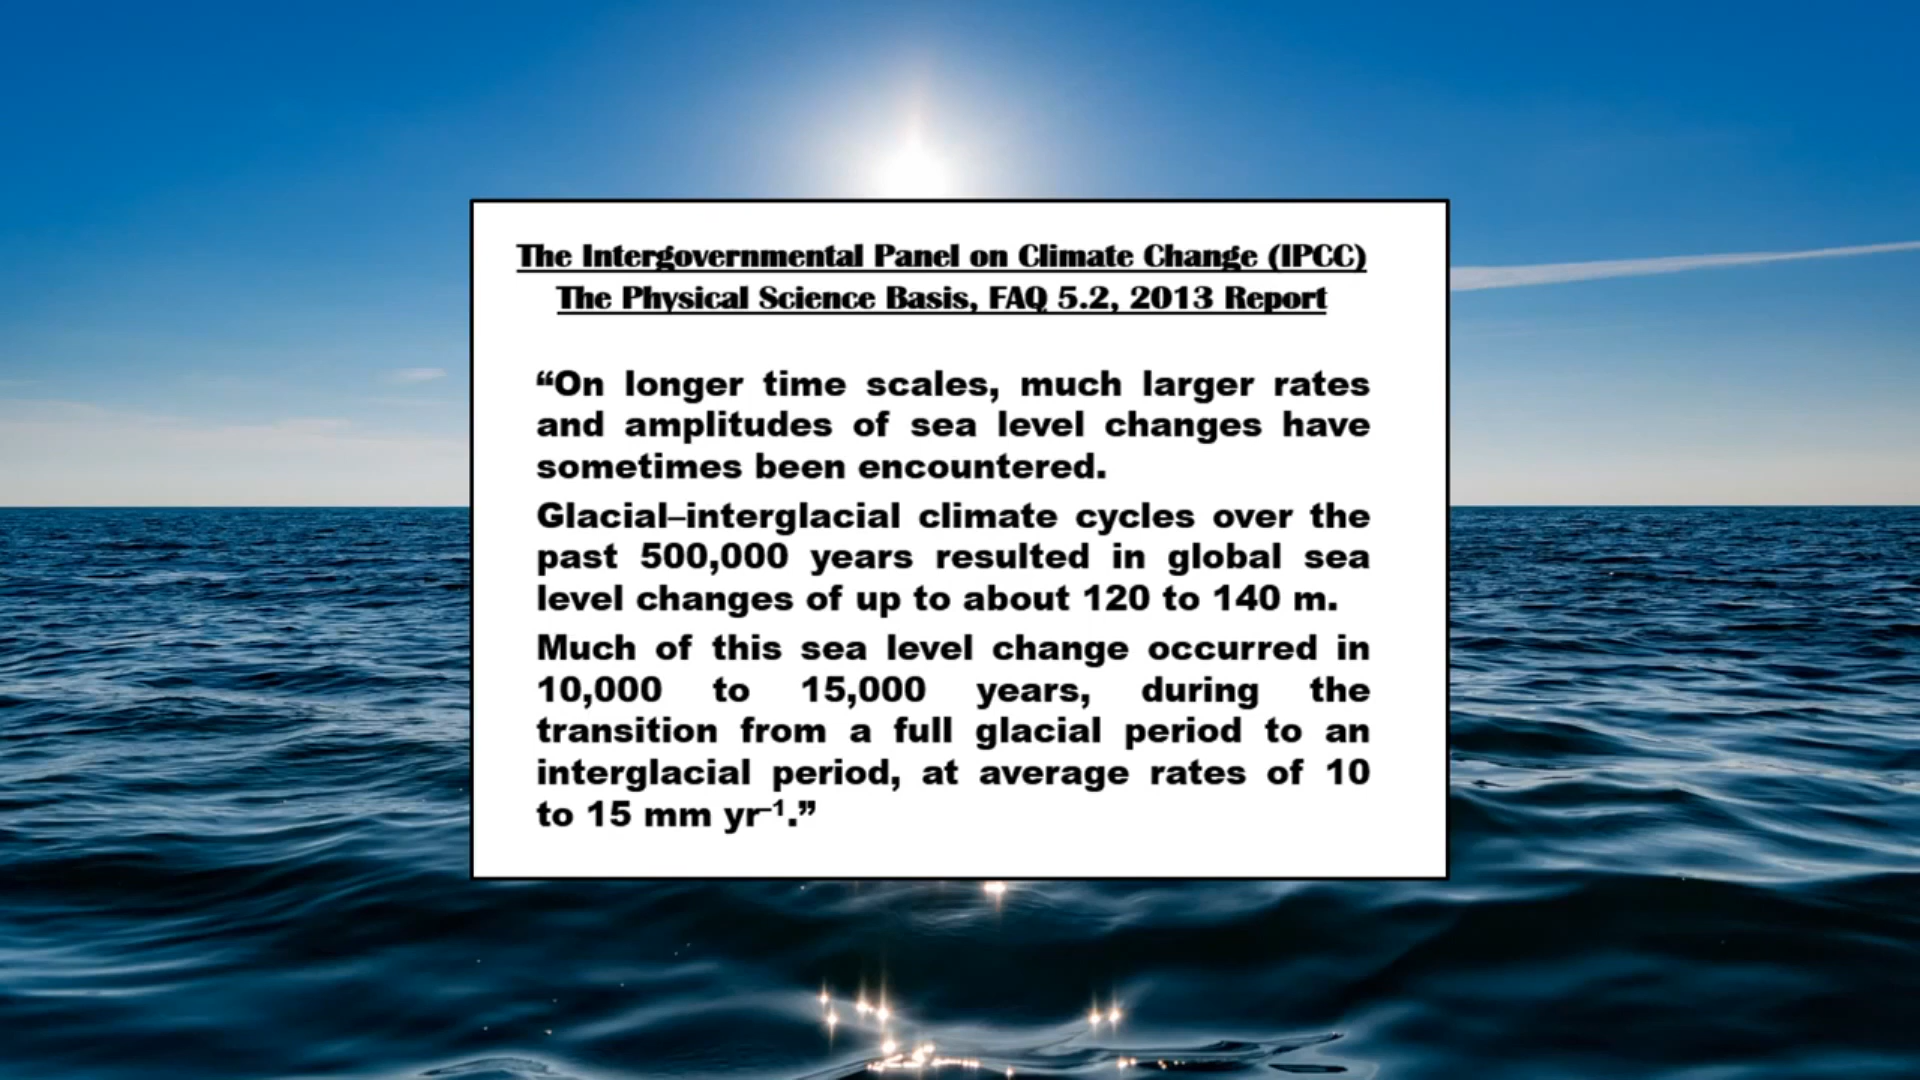 The Intergovernmental Panel on Climate Change (IPCC)
The Physical Science Basis, FAQ 5.2, 2013 Report
“On longer time scales, much larger rates
and amplitudes of sea level changes have
sometimes been encountered.
Glacial–interglacial climate cycles over the
past 500,000 years resulted in global sea
level changes of up to about 120 to 140 m.
Much of this sea level change occurred in
10,000 to 15,000 years, during the
transition from a full glacial period to an
interglacial period, at average rates of 10
to 15 mm yr⁻¹.”